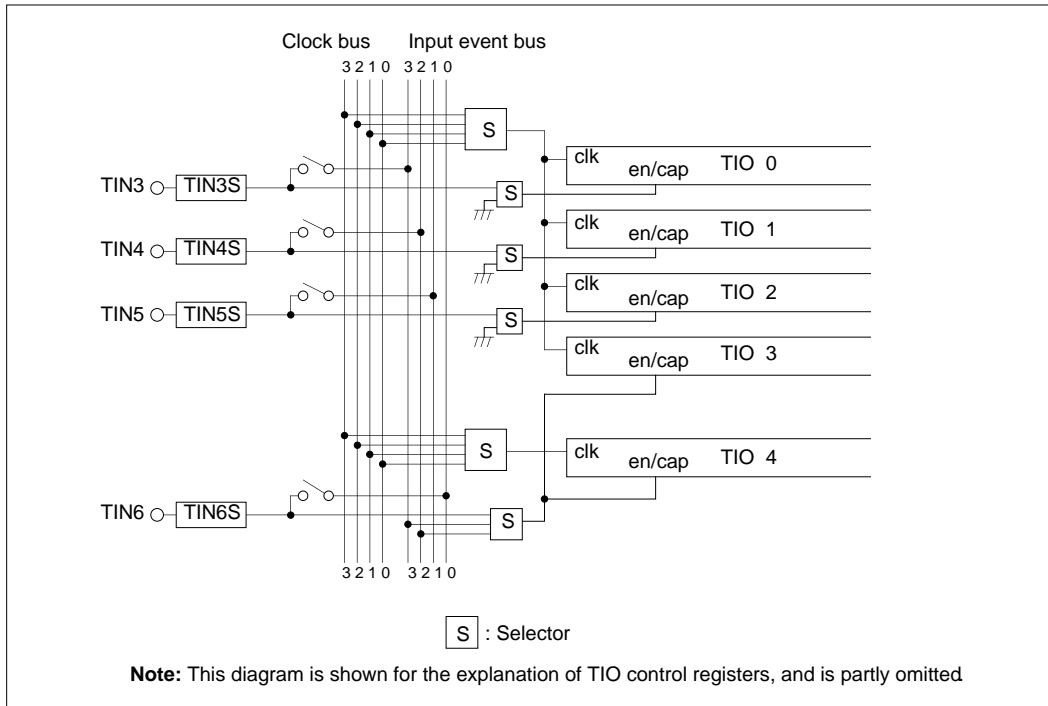 Clock bus Input event bus
3 2 1 0 3 2 1 0
S
clk
en/cap TIO 0
TIN3 TIN3S
S
clk
en/cap TIO 1
TIN4 TIN4S
S
clk
en/cap TIO 2
TIN5 TIN5S
S
clk
en/cap TIO 3
S
clk
en/cap TIO 4
TIN6 TIN6S
S
3 2 1 0 3 2 1 0
S : Selector
Note: This diagram is shown for the explanation of TIO control registers, and is partly omitted.